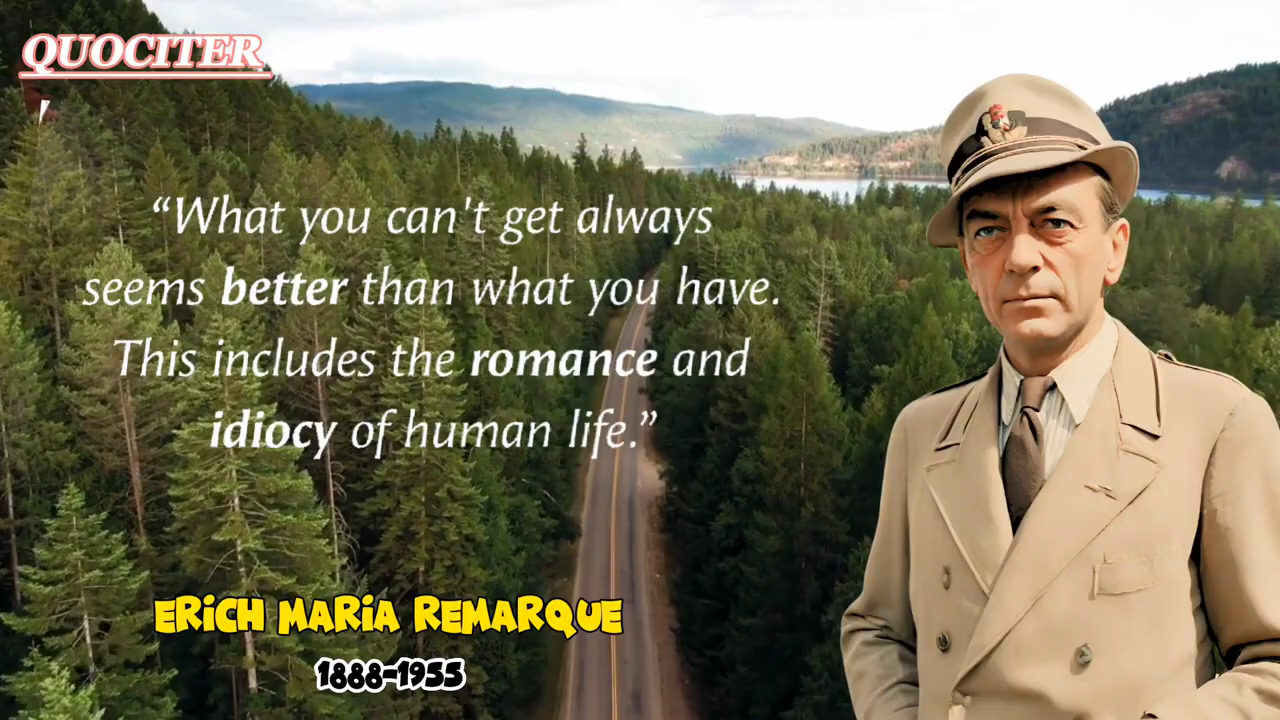 QUOCITER
“What you can't get always
seems better than what you have.
This includes the romance and
idiocy of human life.”
ERiCH MARiA REMARQUE
1888-1955